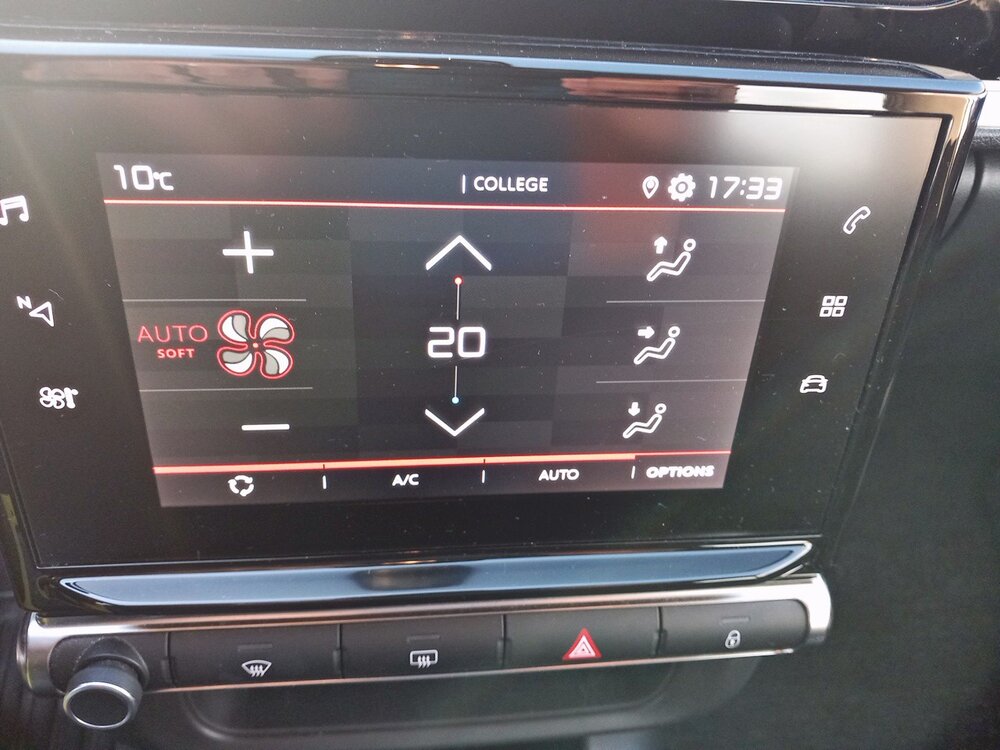 10°C
| COLLEGE
17:33
N
AUTO
SOFT
20
A/C
AUTO
OPTIONS